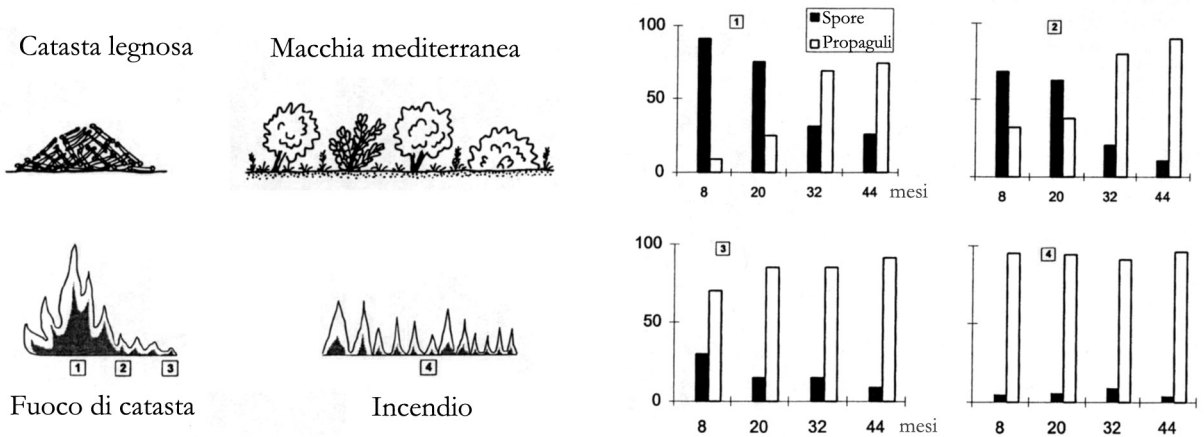 Catasta legnosa
Macchia mediterranea
1
2
3
Fuoco di catasta
4
Incendio
100
50
0
1
Spore
Propaguli
8 20 32 44 mesi
2
8 20 32 44
100
50
0
3
8 20 32 44 mesi
4
8 20 32 44